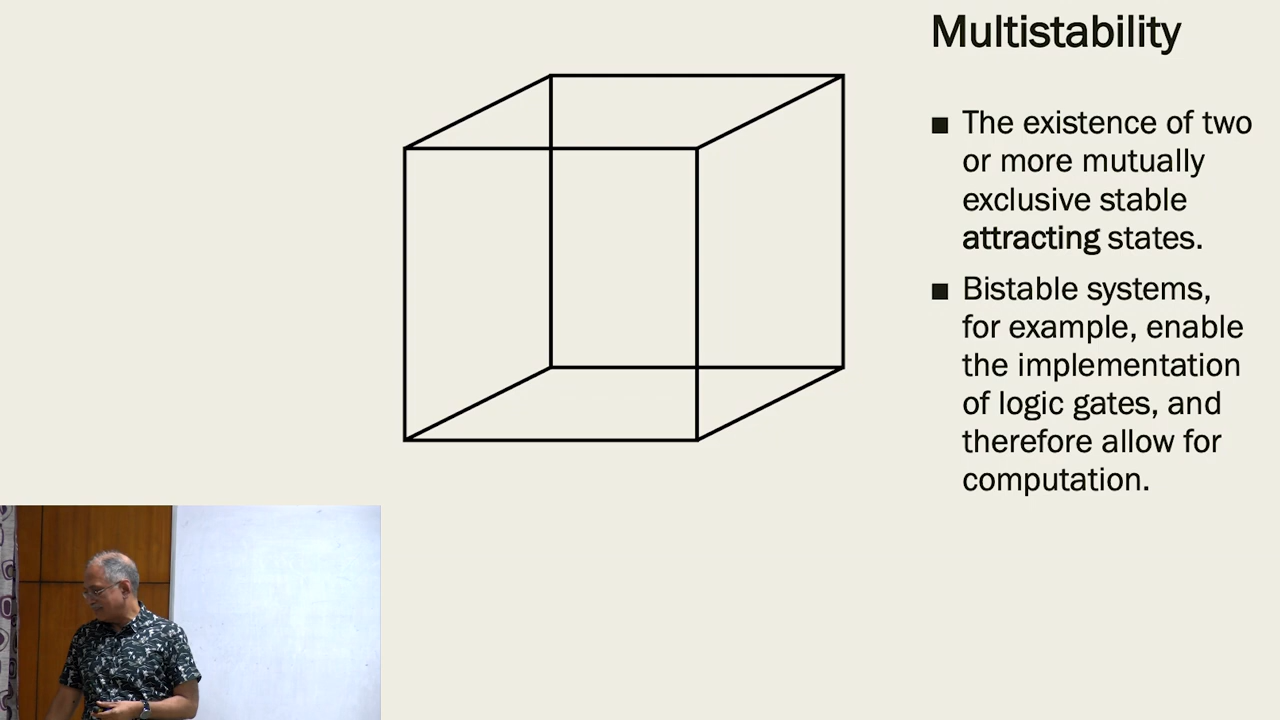 Multistability
■ The existence of two
or more mutually
exclusive stable
attracting states.
■ Bistable systems,
for example, enable
the implementation
of logic gates, and
therefore allow for
computation.